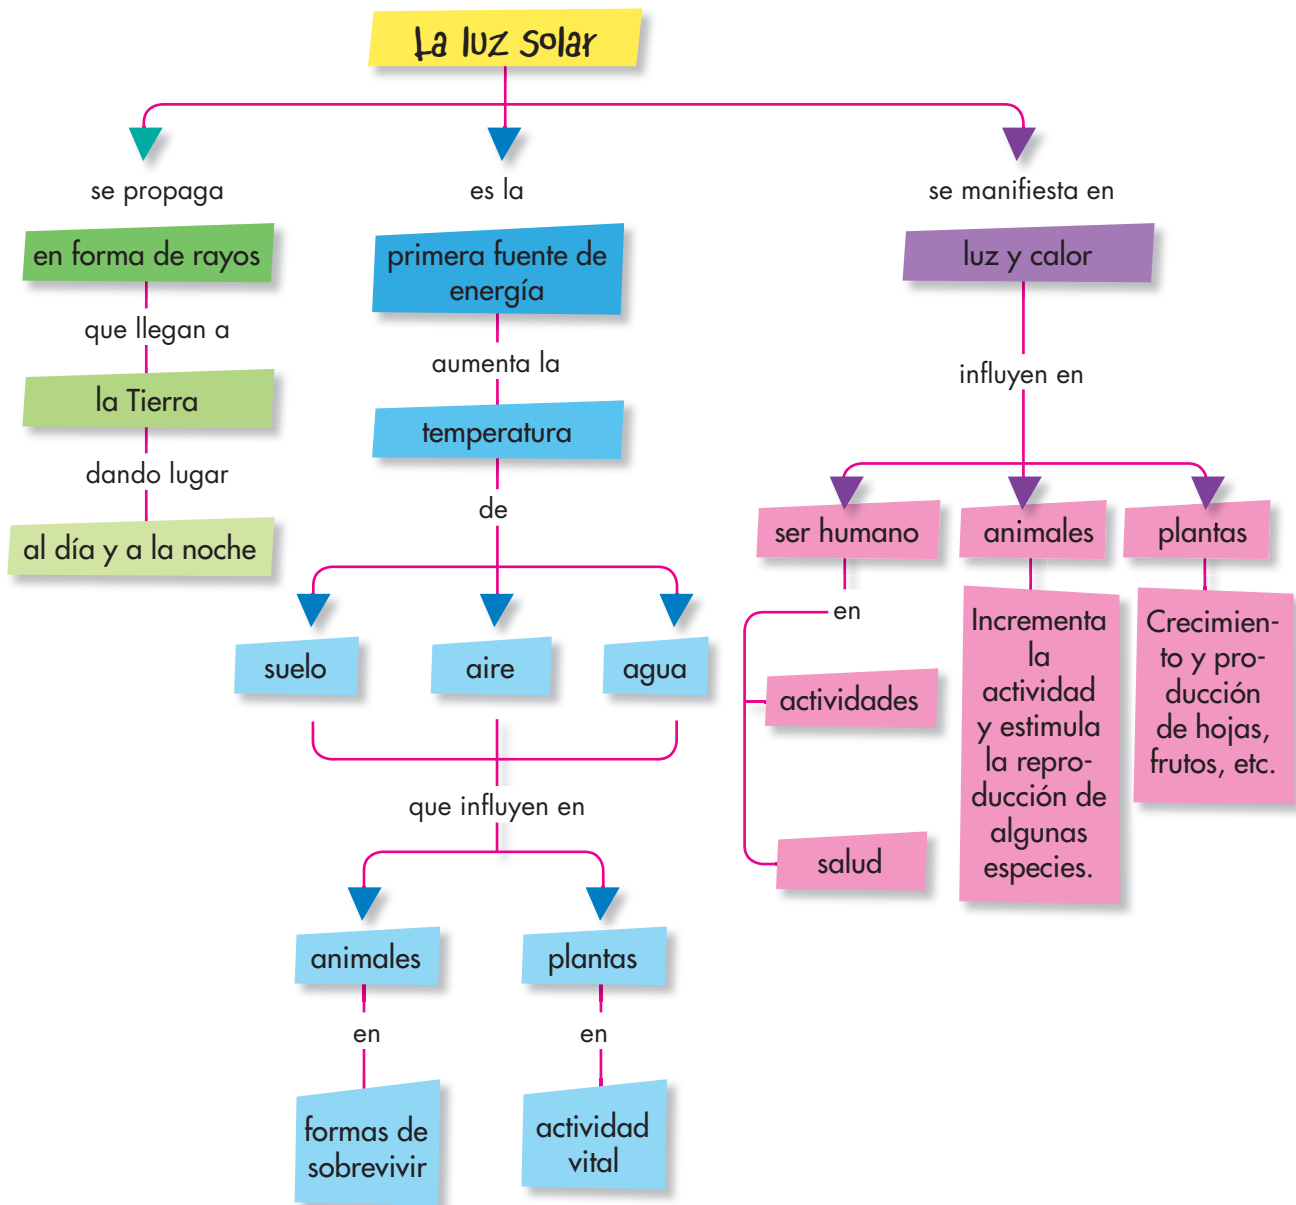 La luz solar
se propaga
en forma de rayos
que llegan a
la Tierra
dando lugar
al día y a la noche
es la
primera fuente de
energía
aumenta la
temperatura
de
suelo
aire
agua
que influyen en
animales
en
formas de
sobrevivir
plantas
en
actividad
vital
se manifiesta en
luz y calor
influyen en
ser humano
en
actividades
salud
animales
Incrementa
la
actividad
y estimula
la repro-
ducción de
algunas
especies.
plantas
Crecimien-
to y pro-
ducción
de hojas,
frutos, etc.